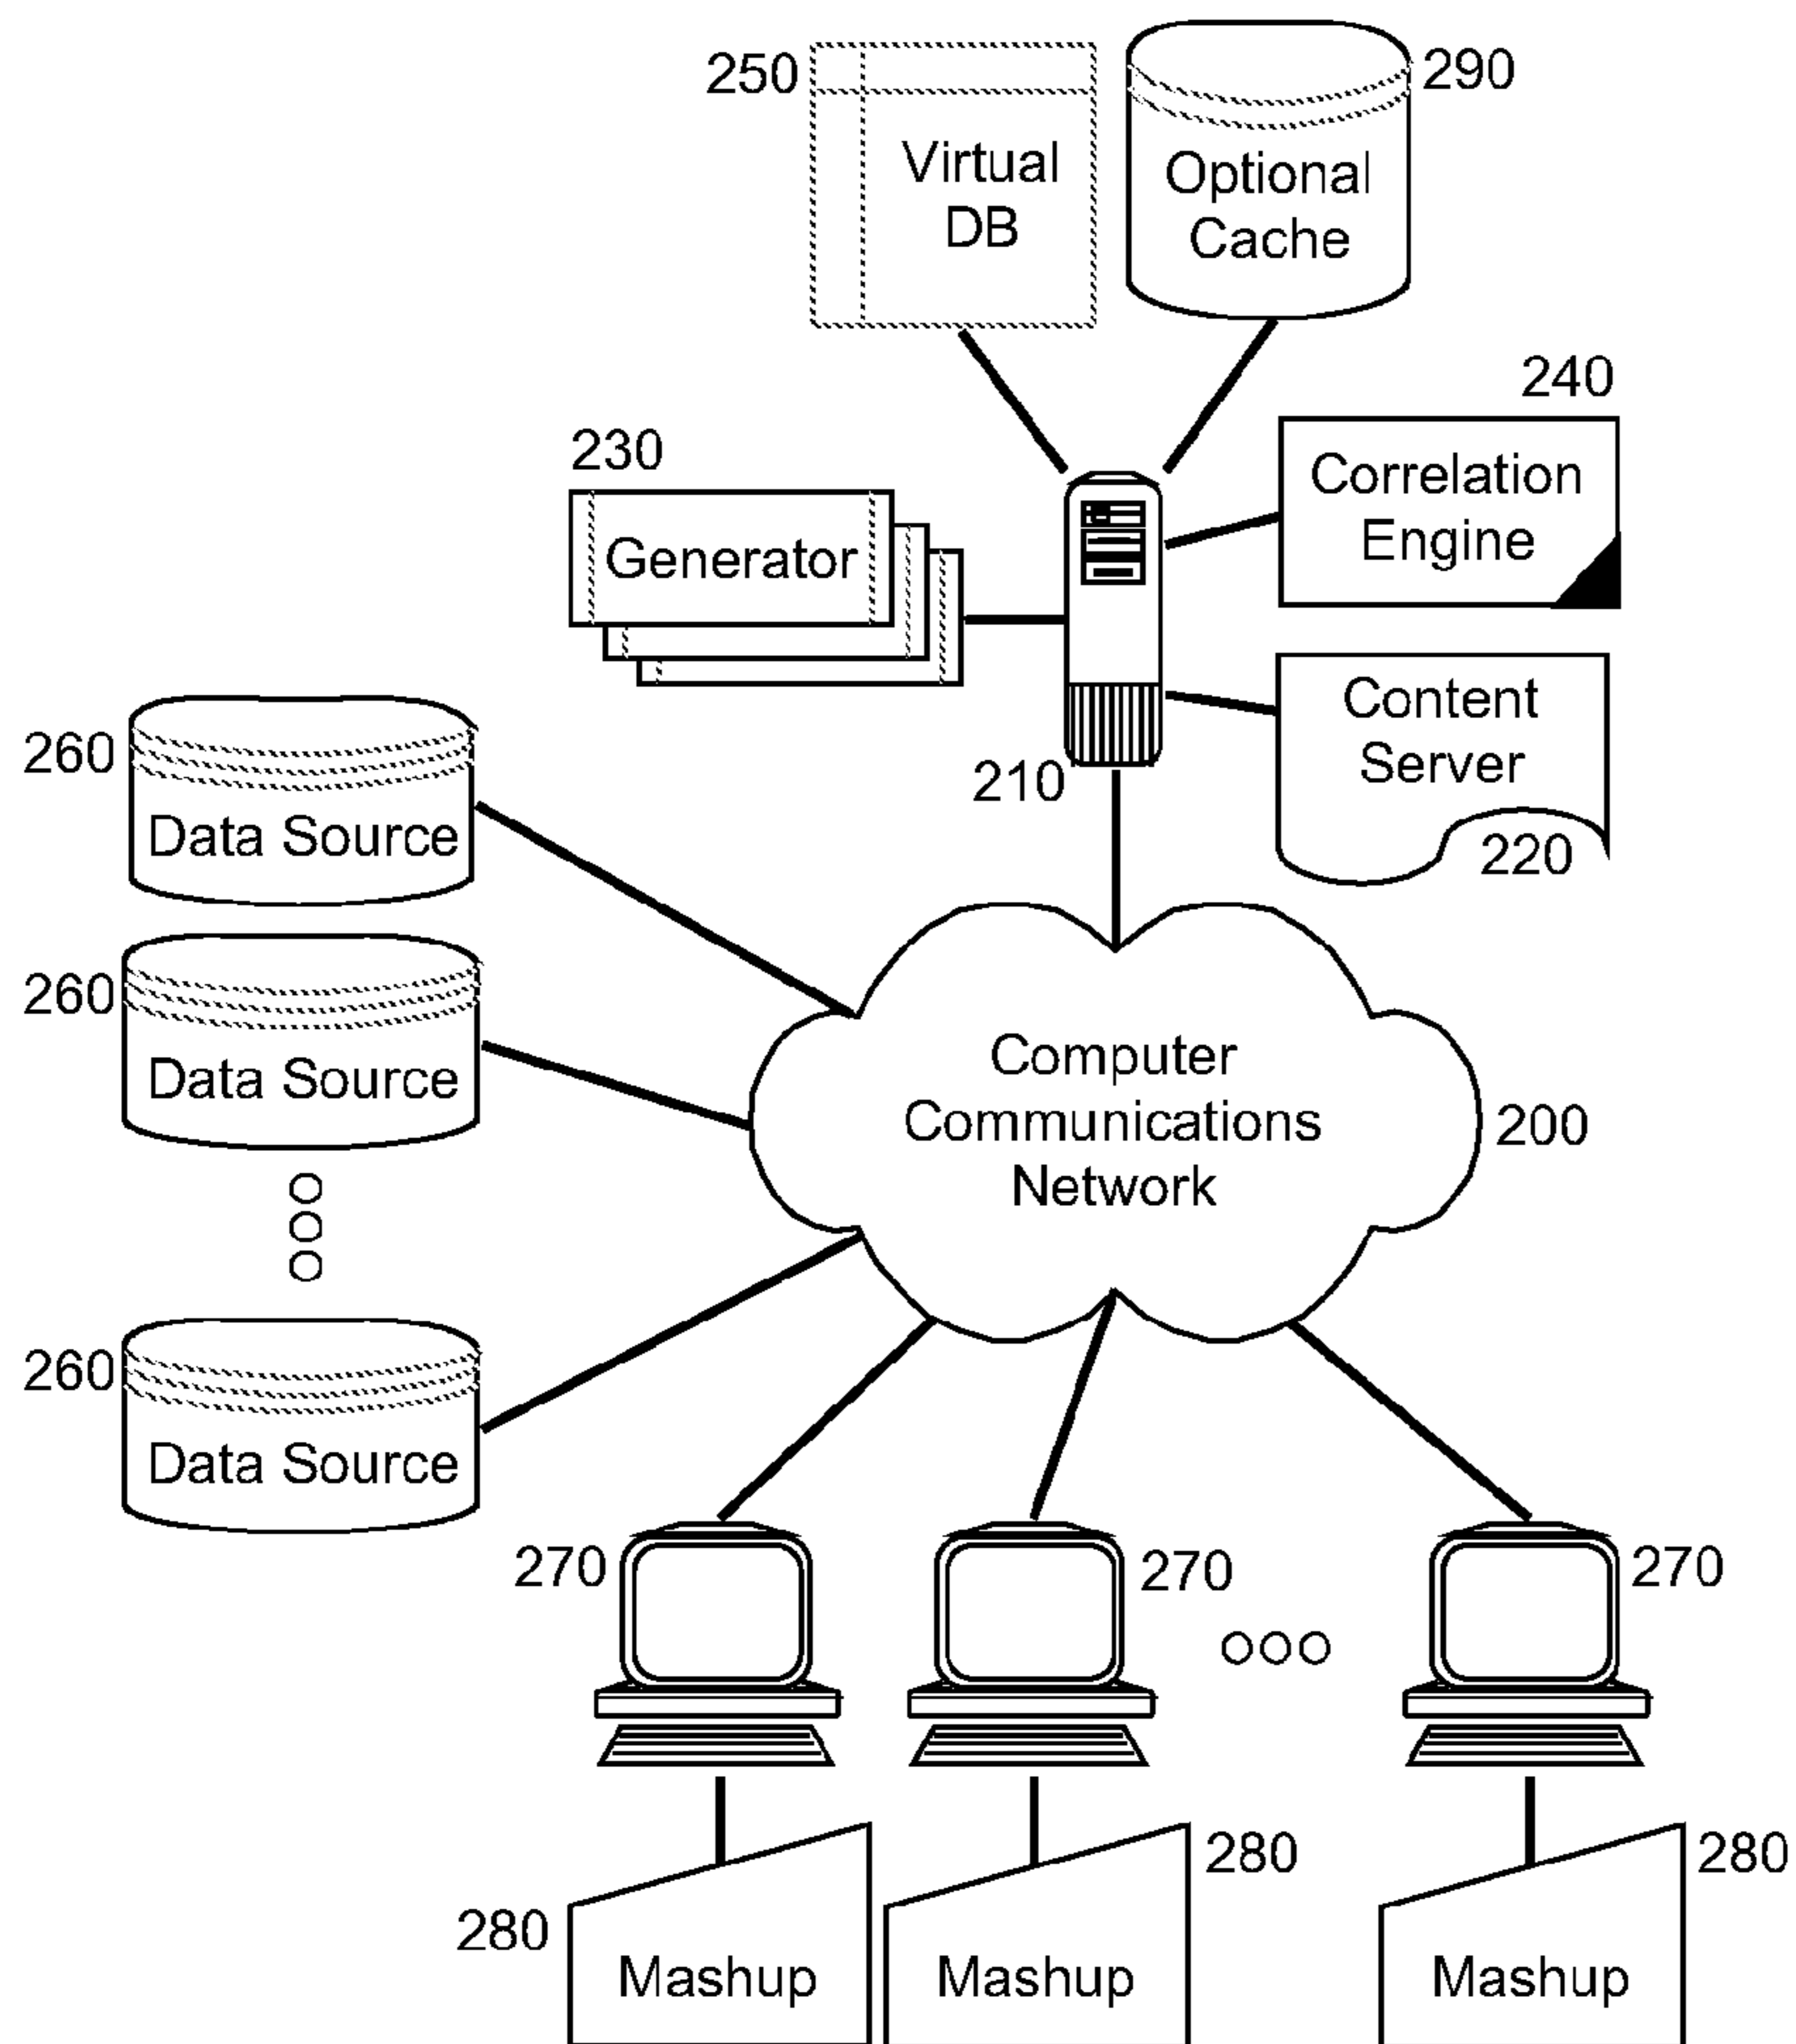 250
Virtual
DB
290
Optional
Cache
240
Correlation
Engine
230
Generator
Content
Server
220
210
260
Data Source
260
Data Source
260
Data Source
Computer
Communications
Network
200
270
270
270
280
Mashup
280
Mashup
280
Mashup